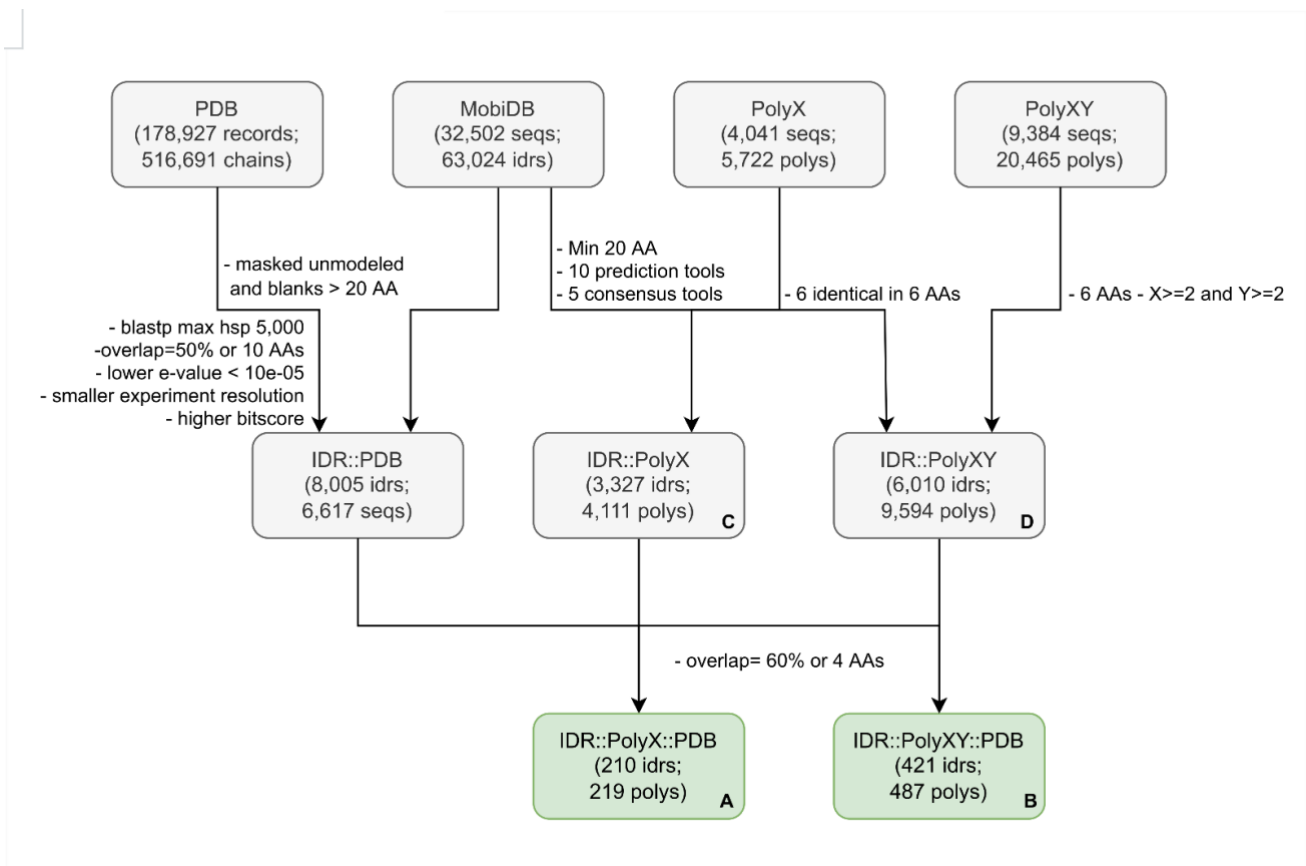 PDB
(178,927 records;
516,691 chains)
MobiDB
(32,502 seqs;
63,024 idrs)
PolyX
(4,041 seqs;
5,722 polys)
PolyXY
(9,384 seqs;
20,465 polys)
- masked unmodeled
and blanks > 20 AA
- Min 20 AA
- 10 prediction tools
- 5 consensus tools
- 6 identical in 6 AAs
- 6 AAs - X>=2 and Y>=2
- blastp max hsp 5,000
-overlap=50% or 10 AAs
- lower e-value < 10e-05
- smaller experiment resolution
- higher bitscore
IDR::PDB
(8,005 idrs;
6,617 seqs)
IDR::PolyX
(3,327 idrs;
4,111 polys)
C
IDR::PolyXY
(6,010 idrs;
9,594 polys)
D
- overlap= 60% or 4 AAs
IDR::PolyX::PDB
(210 idrs;
219 polys)
A
IDR::PolyXY::PDB
(421 idrs;
487 polys)
B